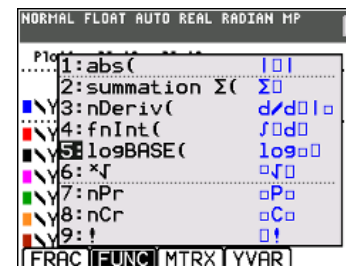 NORMAL FLOAT AUTO REAL RADIAN MP
1:abs( |□|
2:summation Σ( Σ□
3:nDeriv( d/d□|□
4:fnInt( ∫□d□
5:logBASE( log□□
6:ˣ√ □√□
7:nPr □P□
8:nCr □C□
9:! □!
FRAC FUNC MTRX YVAR